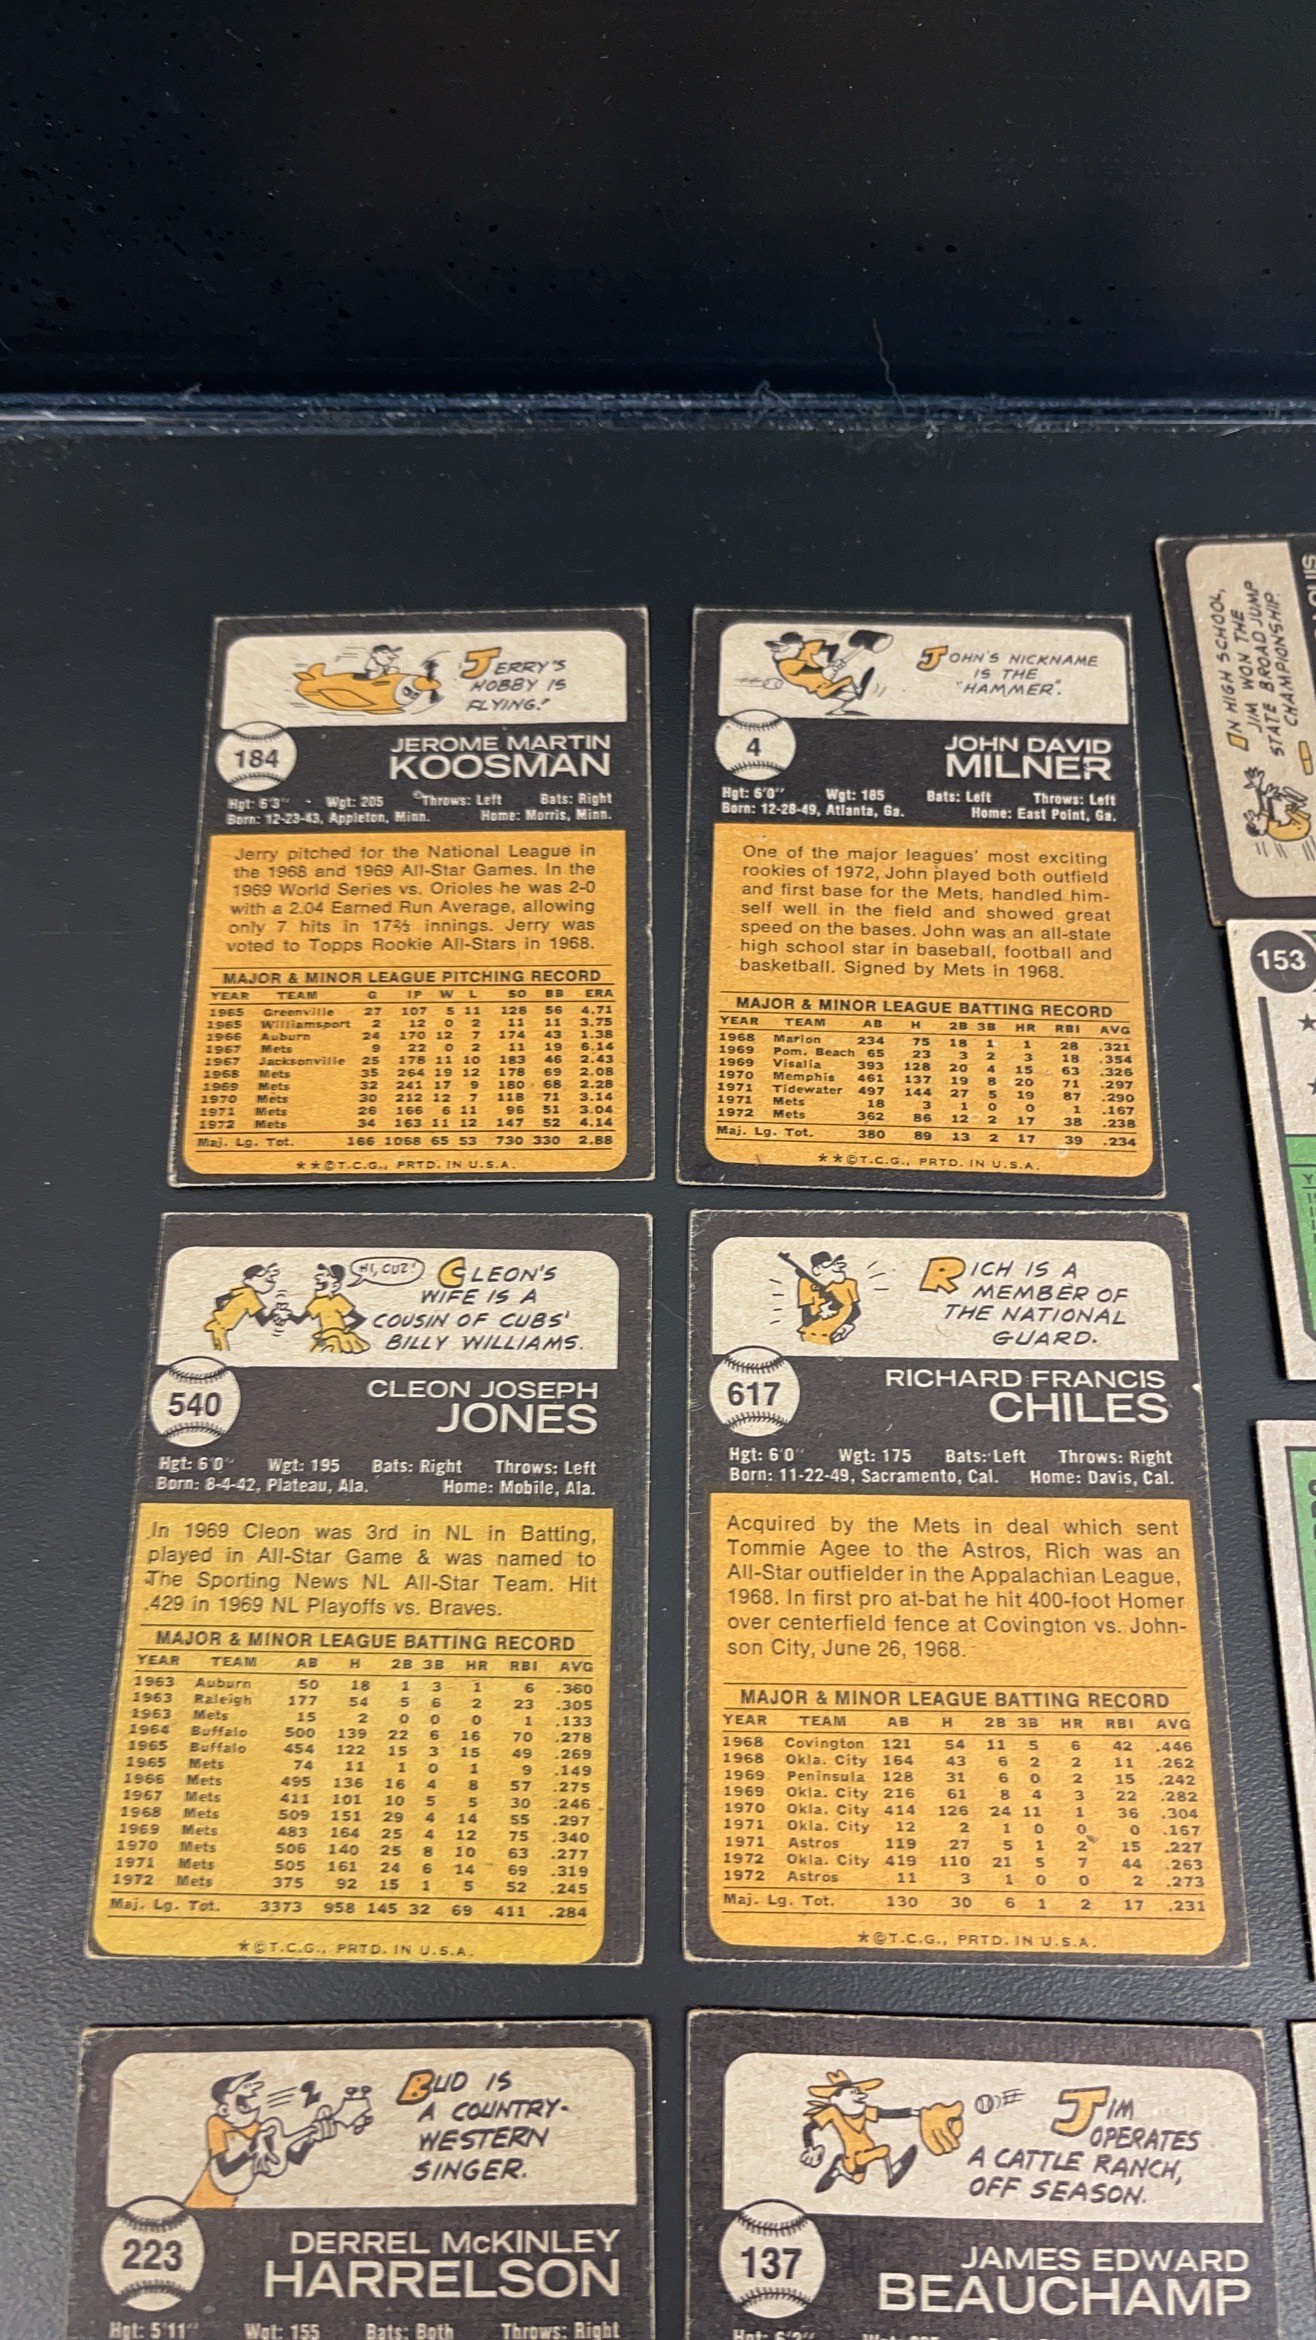 JERRY'S
HOBBY IS
FLYING!
184
JEROME MARTIN
KOOSMAN
Hgt: 6'3" Wgt: 205 Throws: Left Bats: Right
Born: 12-23-43, Appleton, Minn. Home: Morris, Minn.
Jerry pitched for the National League in
the 1968 and 1969 All-Star Games. In the
1969 World Series vs. Orioles he was 2-0
with a 2.04 Earned Run Average, allowing
only 7 hits in 17⅔ innings. Jerry was
voted to Topps Rookie All-Stars in 1968.
MAJOR & MINOR LEAGUE PITCHING RECORD
YEAR TEAM G IP W L SO BB ERA
1965 Greenville 27 107 5 11 128 56 4.71
1965 Williamsport 2 12 0 2 11 11 3.75
1966 Auburn 24 170 12 7 174 43 1.38
1967 Mets 9 22 0 2 11 19 6.14
1967 Jacksonville 25 178 11 10 183 46 2.43
1968 Mets 35 264 19 12 178 69 2.08
1969 Mets 32 241 17 9 180 68 2.28
1970 Mets 30 212 12 7 118 71 3.14
1971 Mets 26 166 6 11 96 51 3.04
1972 Mets 34 163 11 12 147 52 4.14
Maj. Lg. Tot. 166 1068 65 53 730 330 2.88
★★©T.C.G., PRTD. IN U.S.A.
JOHN'S NICKNAME
IS THE
"HAMMER".
4
JOHN DAVID
MILNER
Hgt: 6'0" Wgt: 185 Bats: Left Throws: Left
Born: 12-28-49, Atlanta, Ga. Home: East Point, Ga.
One of the major leagues' most exciting
rookies of 1972, John played both outfield
and first base for the Mets, handled him-
self well in the field and showed great
speed on the bases. John was an all-state
high school star in baseball, football and
basketball. Signed by Mets in 1968.
MAJOR & MINOR LEAGUE BATTING RECORD
YEAR TEAM AB H 2B 3B HR RBI AVG
1968 Marion 234 75 18 1 1 28 .321
1969 Pom. Beach 65 23 3 2 3 18 .354
1969 Visalia 393 128 20 4 15 63 .326
1970 Memphis 461 137 19 8 20 71 .297
1971 Tidewater 497 144 27 5 19 87 .290
1971 Mets 18 3 1 0 0 1 .167
1972 Mets 362 86 12 2 17 38 .238
Maj. Lg. Tot. 380 89 13 2 17 39 .234
★★©T.C.G., PRTD. IN U.S.A.
IN HIGH SCHOOL,
JIM WON THE
STATE BROAD JUMP
CHAMPIONSHIP.
153
HI, CUZ!
CLEON'S
WIFE IS A
COUSIN OF CUBS'
BILLY WILLIAMS.
540
CLEON JOSEPH
JONES
Hgt: 6'0" Wgt: 195 Bats: Right Throws: Left
Born: 8-4-42, Plateau, Ala. Home: Mobile, Ala.
In 1969 Cleon was 3rd in NL in Batting,
played in All-Star Game & was named to
The Sporting News NL All-Star Team. Hit
.429 in 1969 NL Playoffs vs. Braves.
MAJOR & MINOR LEAGUE BATTING RECORD
YEAR TEAM AB H 2B 3B HR RBI AVG
1963 Auburn 50 18 1 3 1 6 .360
1963 Raleigh 177 54 5 6 2 23 .305
1963 Mets 15 2 0 0 0 1 .133
1964 Buffalo 500 139 22 6 16 70 .278
1965 Buffalo 454 122 15 3 15 49 .269
1965 Mets 74 11 1 0 1 9 .149
1966 Mets 495 136 16 4 8 57 .275
1967 Mets 411 101 10 5 5 30 .246
1968 Mets 509 151 29 4 14 55 .297
1969 Mets 483 164 25 4 12 75 .340
1970 Mets 506 140 25 8 10 63 .277
1971 Mets 505 161 24 6 14 69 .319
1972 Mets 375 92 15 1 5 52 .245
Maj. Lg. Tot. 3373 958 145 32 69 411 .284
★©T.C.G., PRTD. IN U.S.A.
RICH IS A
MEMBER OF
THE NATIONAL
GUARD.
617
RICHARD FRANCIS
CHILES
Hgt: 6'0" Wgt: 175 Bats: Left Throws: Right
Born: 11-22-49, Sacramento, Cal. Home: Davis, Cal.
Acquired by the Mets in deal which sent
Tommie Agee to the Astros, Rich was an
All-Star outfielder in the Appalachian League,
1968. In first pro at-bat he hit 400-foot Homer
over centerfield fence at Covington vs. John-
son City, June 26, 1968.
MAJOR & MINOR LEAGUE BATTING RECORD
YEAR TEAM AB H 2B 3B HR RBI AVG
1968 Covington 121 54 11 5 6 42 .446
1968 Okla. City 164 43 6 2 2 11 .262
1969 Peninsula 128 31 6 0 2 15 .242
1969 Okla. City 216 61 8 4 3 22 .282
1970 Okla. City 414 126 24 11 1 36 .304
1971 Okla. City 12 2 1 0 0 0 .167
1971 Astros 119 27 5 1 2 15 .227
1972 Okla. City 419 110 21 5 7 44 .263
1972 Astros 11 3 1 0 0 2 .273
Maj. Lg. Tot. 130 30 6 1 2 17 .231
★©T.C.G., PRTD. IN U.S.A.
BUD IS
A COUNTRY-
WESTERN
SINGER.
223
DERREL McKINLEY
HARRELSON
Hgt: 5'11" Wgt: 155 Bats: Both Throws: Right
JIM
OPERATES
A CATTLE RANCH,
OFF SEASON.
137
JAMES EDWARD
BEAUCHAMP